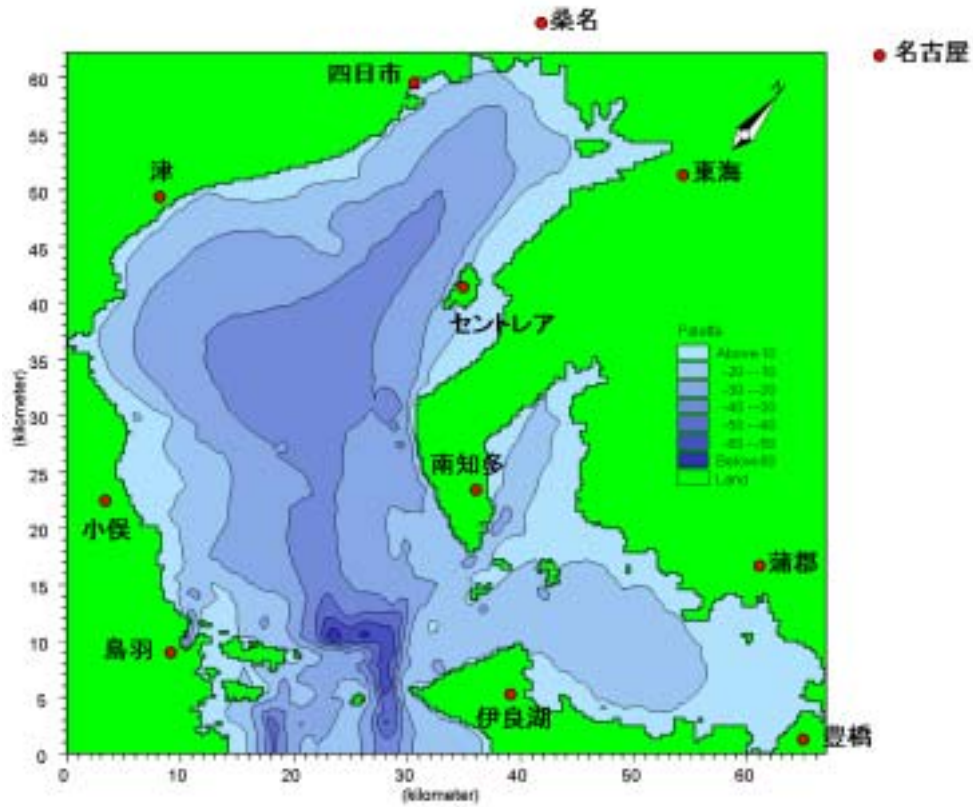 桑名
名古屋
四日市
N
津
東海
セントレア
Palette
Above -10
-20 - -10
-30 - -20
-40 - -30
-50 - -40
-60 - -50
Below -60
Land
南知多
小俣
蒲郡
鳥羽
伊良湖
豊橋
60
55
50
45
40
35
30
25
20
15
10
5
0
(kilometer)
0
10
20
30
40
50
60
(kilometer)